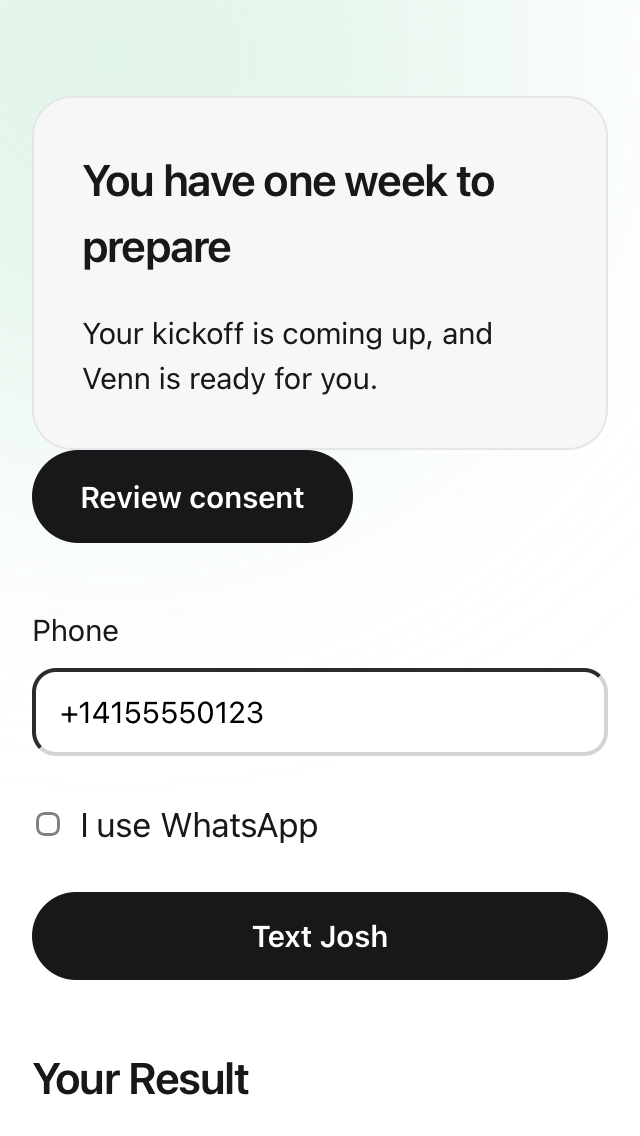 You have one week to
prepare
Your kickoff is coming up, and
Venn is ready for you.
Review consent
Phone
+14155550123
I use WhatsApp
Text Josh
Your Result